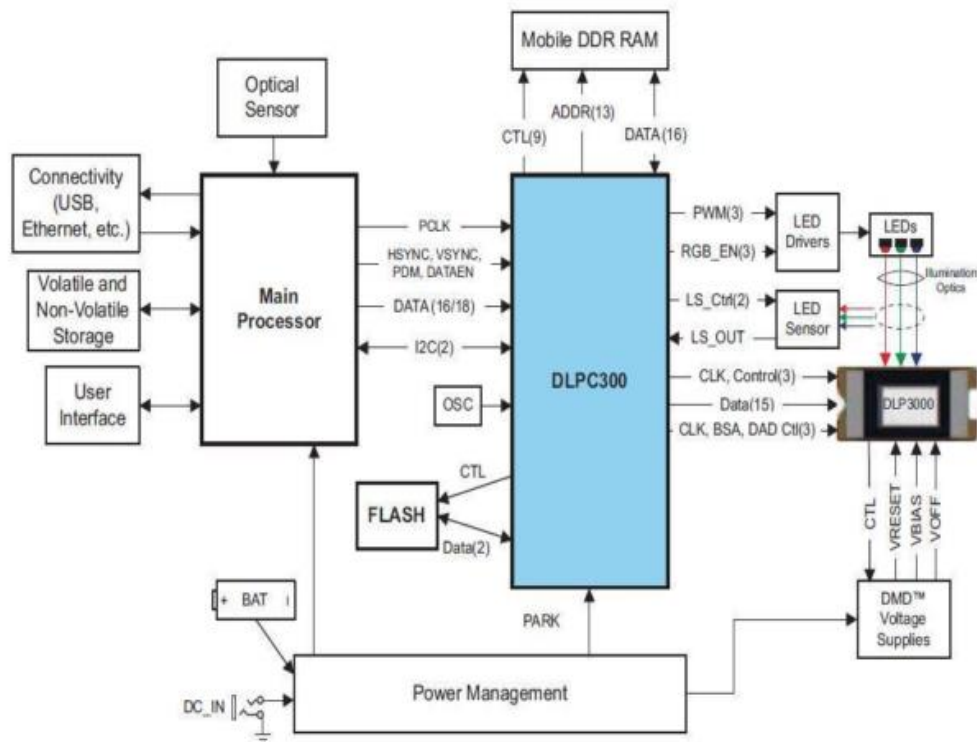 Mobile DDR RAM
Optical
Sensor
CTL(9)
ADDR(13)
DATA(16)
Connectivity
(USB,
Ethernet, etc.)
Volatile and
Non-Volatile
Storage
User
Interface
Main
Processor
PCLK
HSYNC, VSYNC,
PDM, DATAEN
DATA (16/18)
I2C(2)
OSC
CTL
FLASH
Data(2)
DLPC300
PWM(3)
RGB_EN(3)
LS_Ctrl(2)
LS_OUT
CLK, Control(3)
Data(15)
CLK, BSA, DAD Ctl(3)
LED
Drivers
LEDs
Illumination
Optics
LED
Sensor
DLP3000
CTL
VRESET
VBIAS
VOFF
DMD™
Voltage
Supplies
PARK
+ BAT I
Power Management
DC_IN